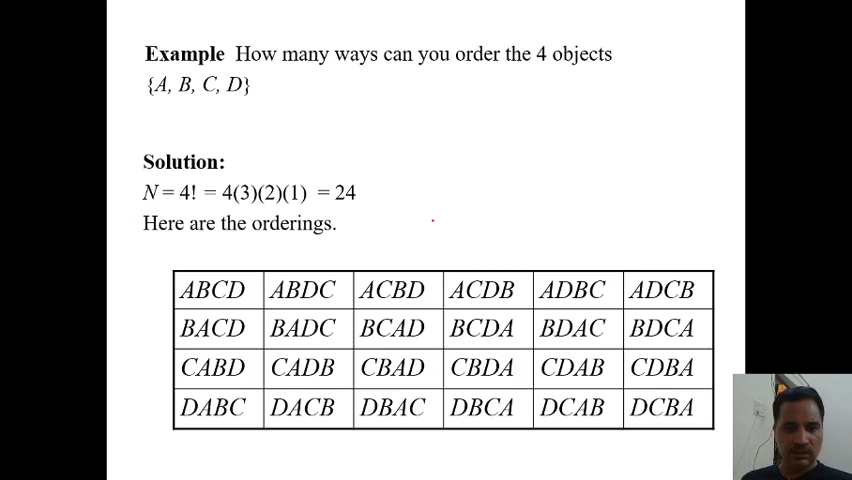 Example How many ways can you order the 4 objects
{A, B, C, D}
Solution:
N = 4! = 4(3)(2)(1) = 24
Here are the orderings.
ABCD ABDC ACBD ACDB ADBC ADCB
BACD BADC BCAD BCDA BDAC BDCA
CABD CADB CBAD CBDA CDAB CDBA
DABC DACB DBAC DBCA DCAB DCBA